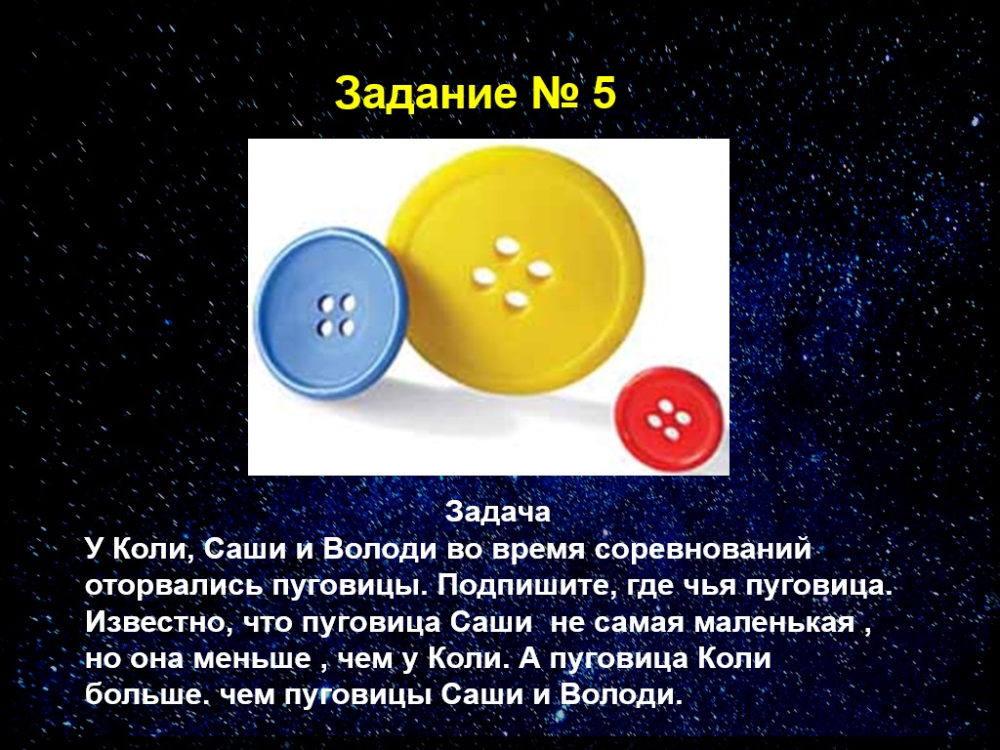 Задание № 5
Задача
У Коли, Саши и Володи во время соревнований
оторвались пуговицы. Подпишите, где чья пуговица.
Известно, что пуговица Саши  не самая маленькая ,
но она меньше , чем у Коли. А пуговица Коли
больше. чем пуговицы Саши и Володи.